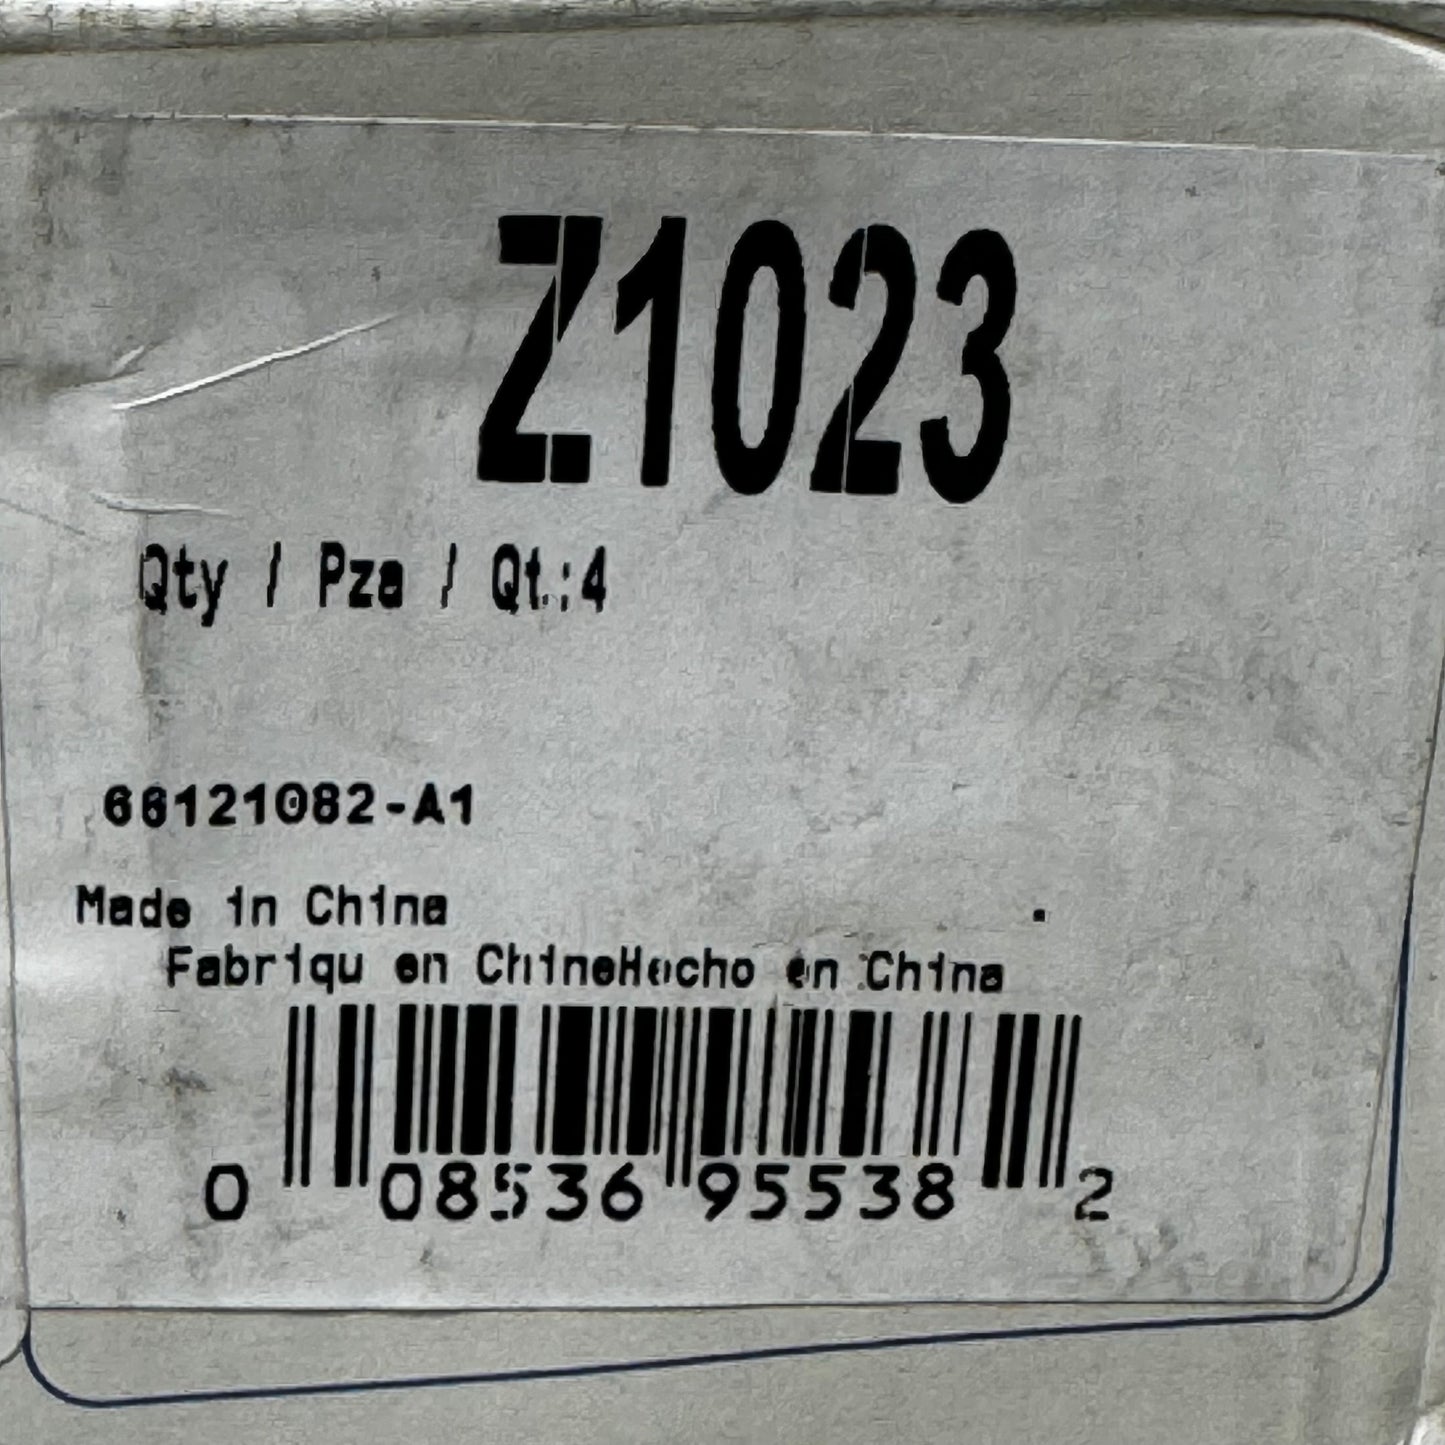 Z1023
Qty / Pza / Qt.:4
66121082-A1
Made in China
Fabriqu en ChineHecho en China
0 08536 95538 2